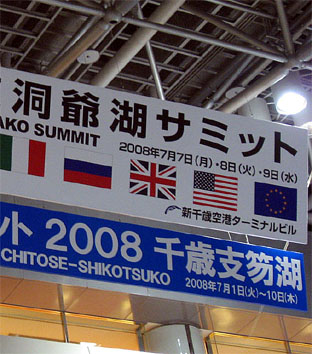 洞爺湖サミット
AKO SUMMIT
2008年7月7日(月)・8日(火)・9日(水)
新千歳空港ターミナルビル
ット 2008 千歳支笏湖
CHITOSE-SHIKOTSUKO
2008年7月1日(火)~10日(木)